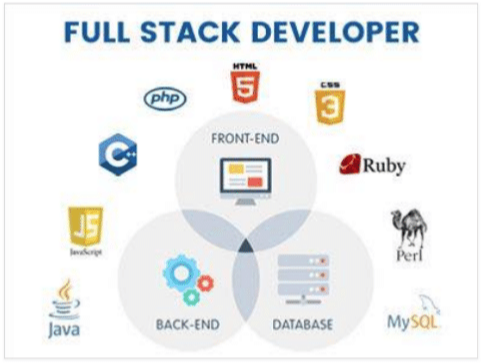 FULL STACK DEVELOPER
HTML
5
CSS
3
php
FRONT-END
C++
Ruby
JS
JavaScript
Perl
Java
BACK-END
DATABASE
MySQL